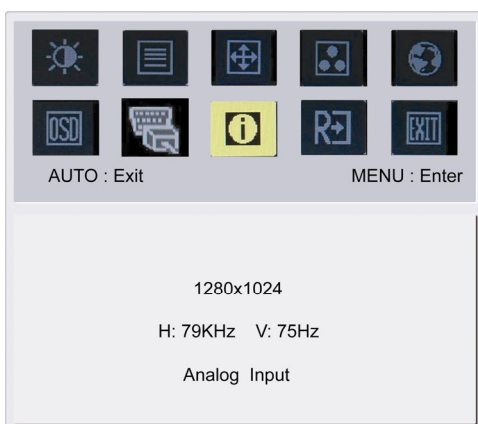 OSD i R EXIT
AUTO : Exit MENU : Enter
1280x1024
H: 79KHz V: 75Hz
Analog Input